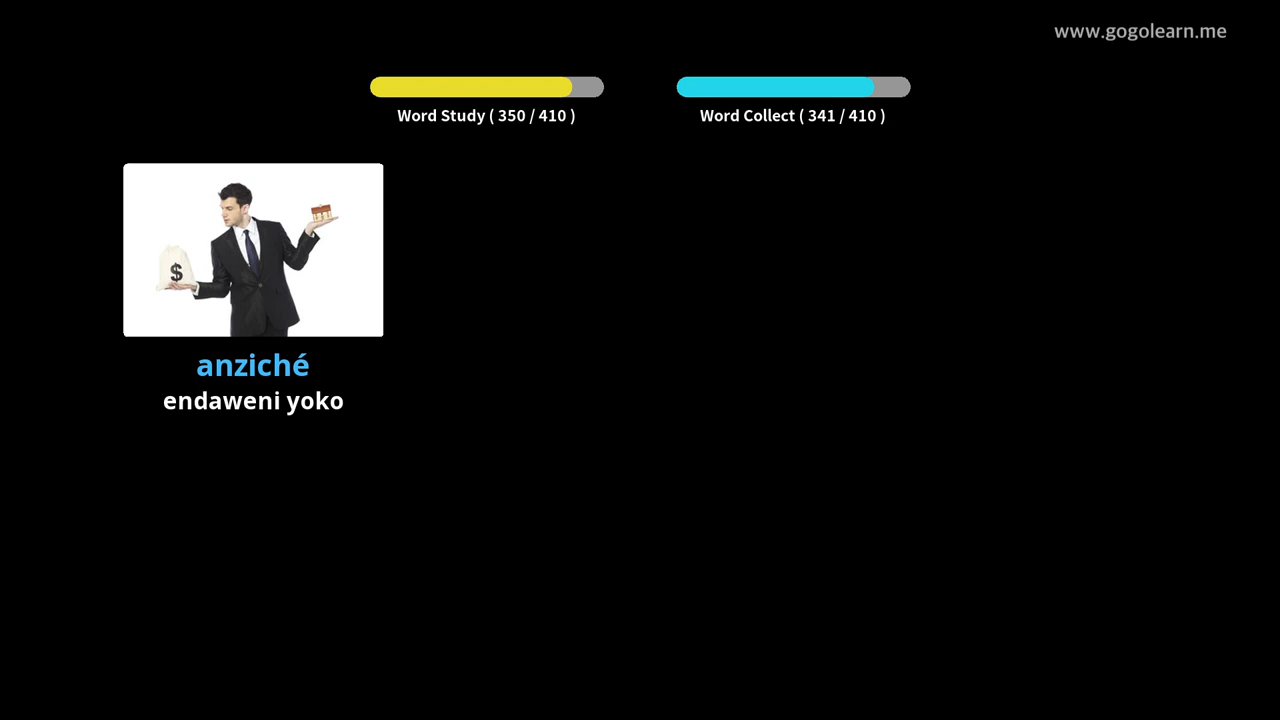 www.gogolearn.me
Word Study ( 350 / 410 )
Word Collect ( 341 / 410 )
$
anziché
endaweni yoko